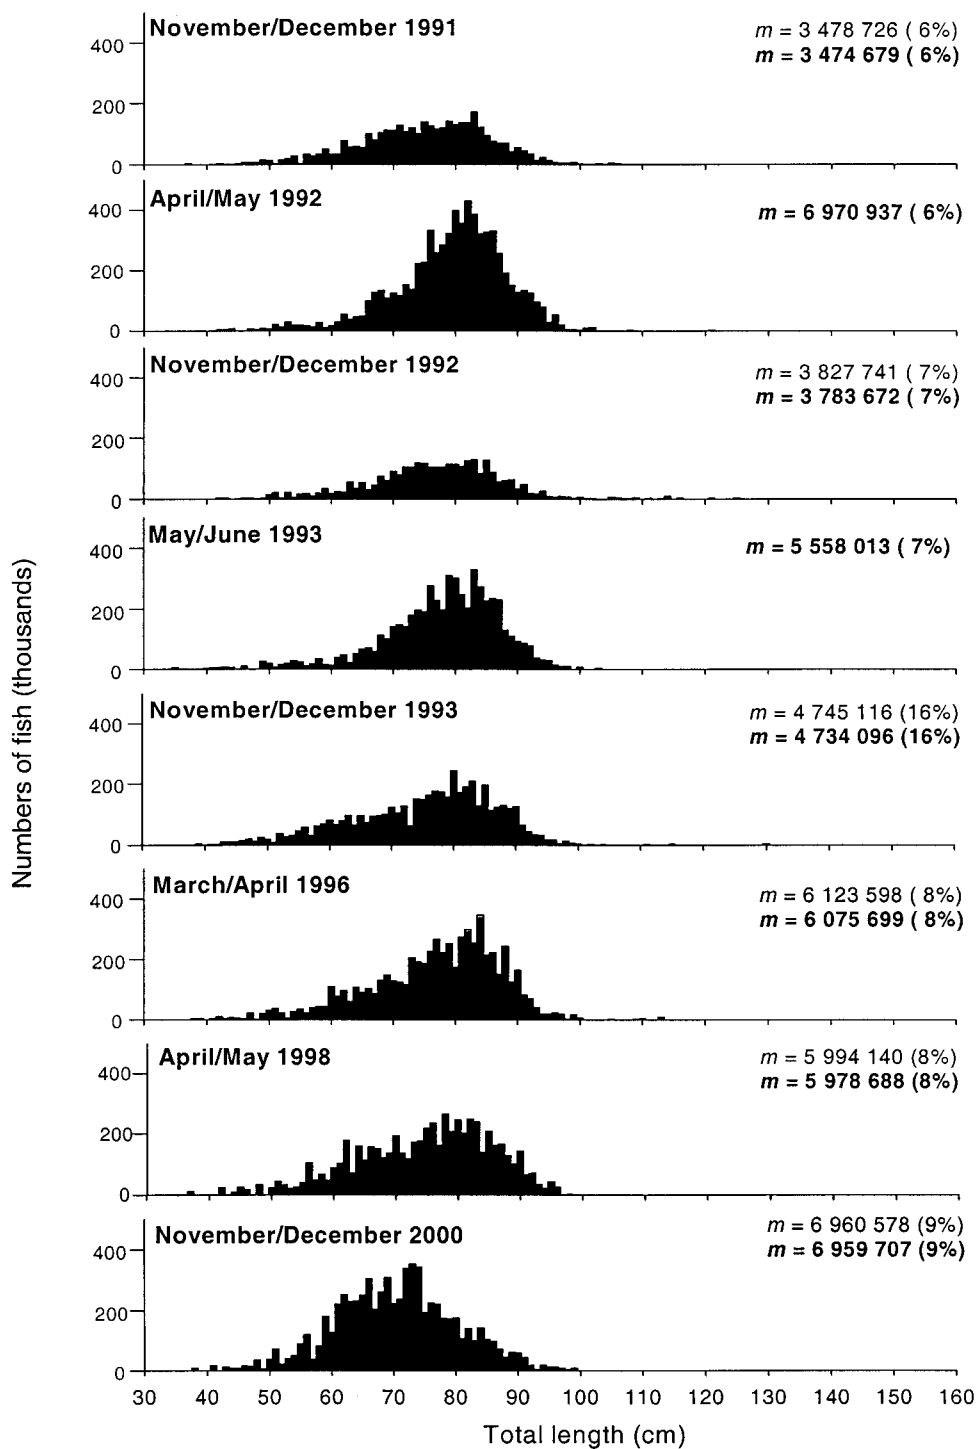 Numbers of fish (thousands)
November/December 1991
m = 3 478 726 ( 6%)
m = 3 474 679 ( 6%)
400
200
0
April/May 1992
m = 6 970 937 ( 6%)
400
200
0
November/December 1992
m = 3 827 741 ( 7%)
m = 3 783 672 ( 7%)
400
200
0
May/June 1993
m = 5 558 013 ( 7%)
400
200
0
November/December 1993
m = 4 745 116 (16%)
m = 4 734 096 (16%)
400
200
0
March/April 1996
m = 6 123 598 ( 8%)
m = 6 075 699 ( 8%)
400
200
0
April/May 1998
m = 5 994 140 (8%)
m = 5 978 688 (8%)
400
200
0
November/December 2000
m = 6 960 578 (9%)
m = 6 959 707 (9%)
400
200
0
30 40 50 60 70 80 90 100 110 120 130 140 150 160
Total length (cm)